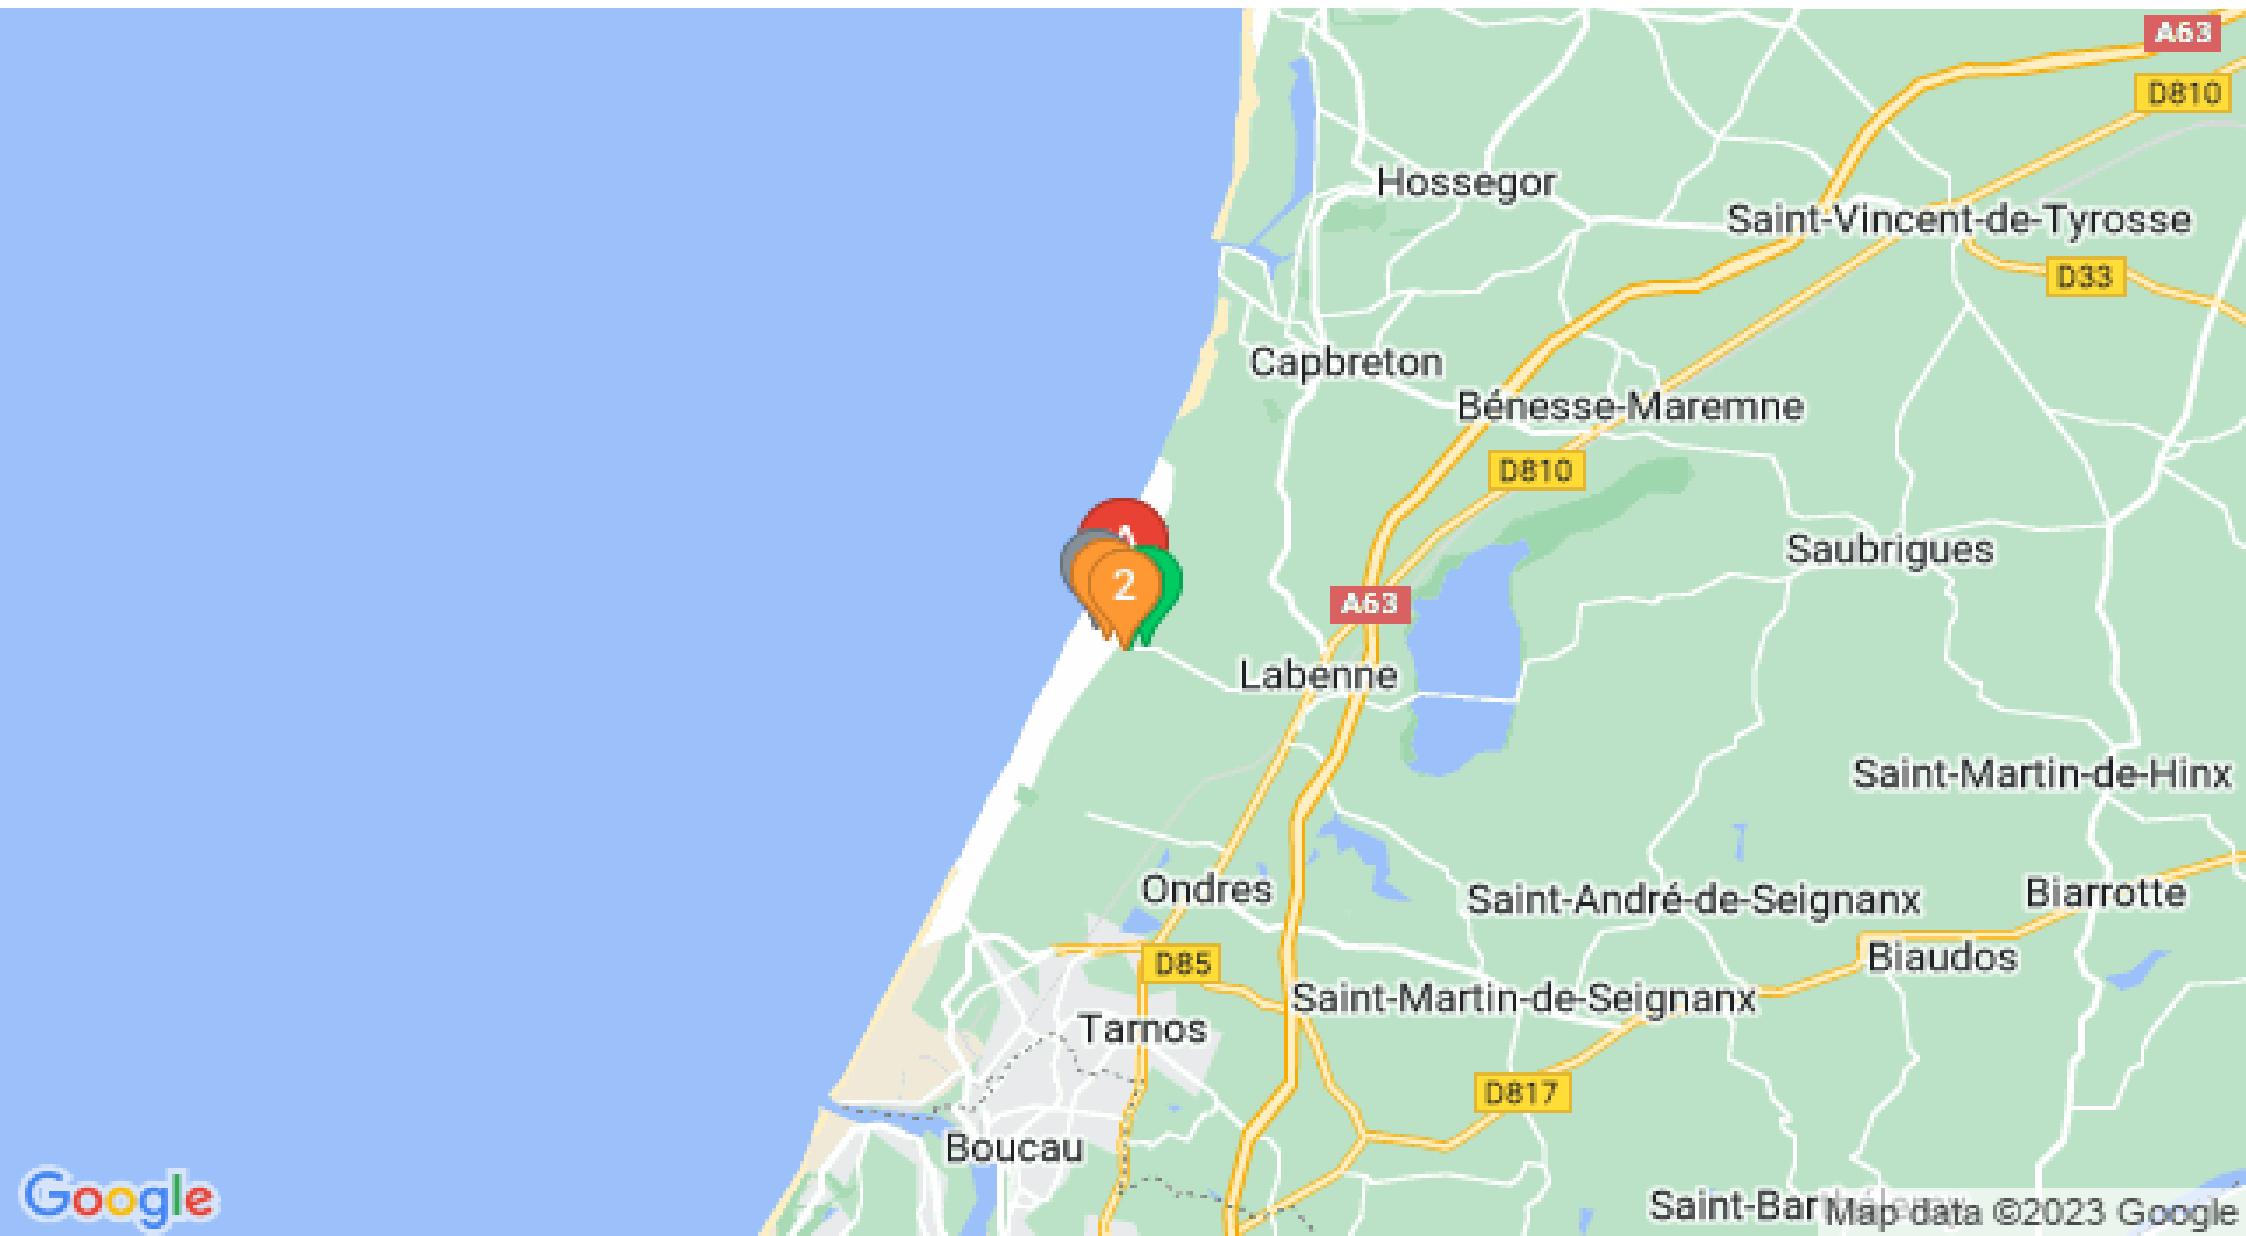 A63
D810
Hossegor
Saint-Vincent-de-Tyrosse
D33
Capbreton
Bénesse-Maremne
D810
Saubrigues
2
A63
Labenne
Saint-Martin-de-Hinx
Ondres
Saint-André-de-Seignanx
Biarrotte
D85
Biaudos
Saint-Martin-de-Seignanx
Tarnos
D817
Boucau
Google
Saint-Bar
Map data ©2023 Google